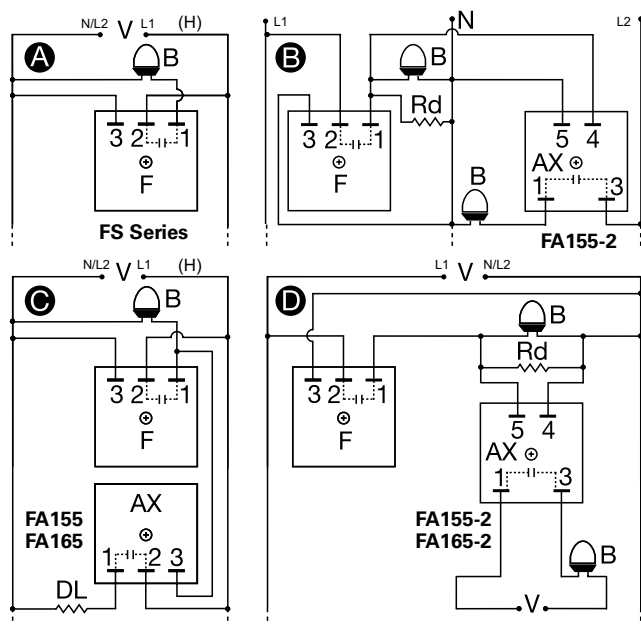 N/L2 V L1 (H)
A B
3 2 1
F
FS Series
L1 N L2
B B
Rd
3 2 1 5 4
F AX
B 1 3
FA155-2
N/L2 V L1 (H)
C B
3 2 1
F
AX
FA155
FA165
1 2 3
DL
L1 V N/L2
D B
Rd
3 2 1 5 4
F AX
1 3
FA155-2
FA165-2
B
V